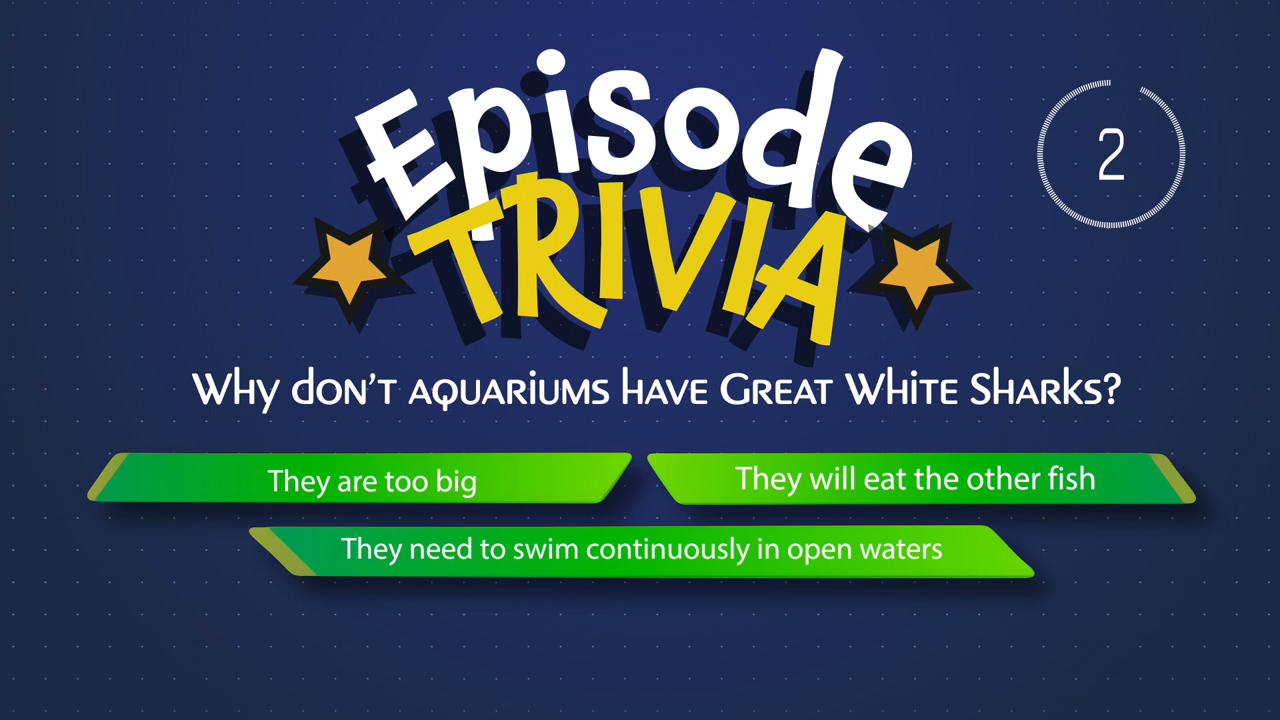 Episode
TRIVIA
2
Why don't aquariums have Great White Sharks?
They are too big
They will eat the other fish
They need to swim continuously in open waters